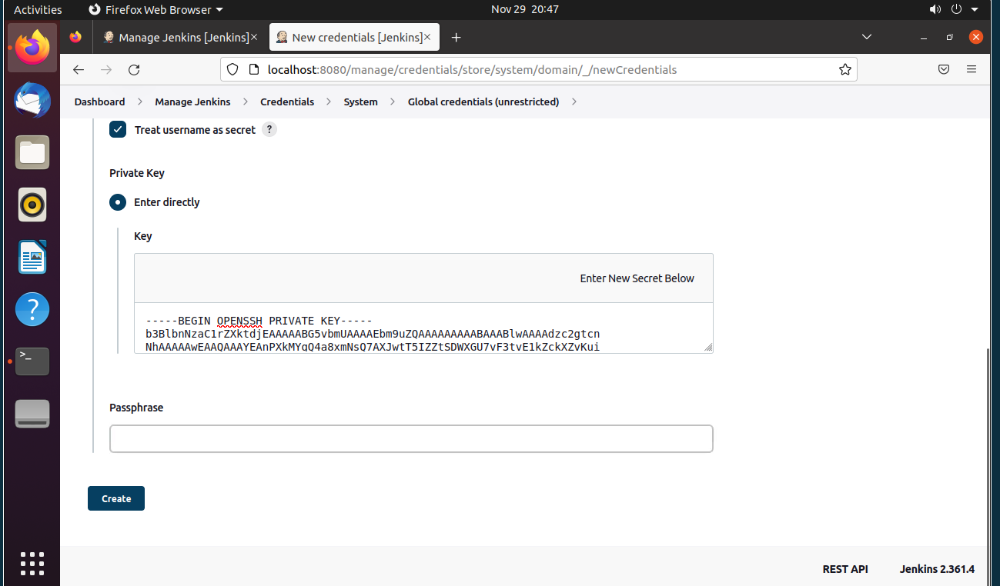 Activities
Firefox Web Browser
Nov 29 20:47
Manage Jenkins [Jenkins]
New credentials [Jenkins]
localhost:8080/manage/credentials/store/system/domain/_/newCredentials
Dashboard > Manage Jenkins > Credentials > System > Global credentials (unrestricted) >
Treat username as secret ?
Private Key
Enter directly
Key
Enter New Secret Below
-----BEGIN OPENSSH PRIVATE KEY-----
b3BlbnNzaC1rZXktdjEAAAAABG5vbmUAAAAEbm9uZQAAAAAAAAABAAABlwAAAAdzc2gtcn
NhAAAAAwEAAQAAAYEAnPXkMYqQ4a8xmNsQ7AXJwtT5IZZtSDWXGU7vF3tvE1kZckXZvKui
Passphrase
Create
REST API
Jenkins 2.361.4